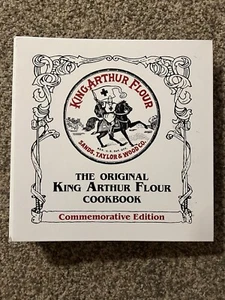 KING ARTHUR FLOUR
SANDS, TAYLOR & WOOD CO.
THE ORIGINAL
KING ARTHUR FLOUR
COOKBOOK
Commemorative Edition